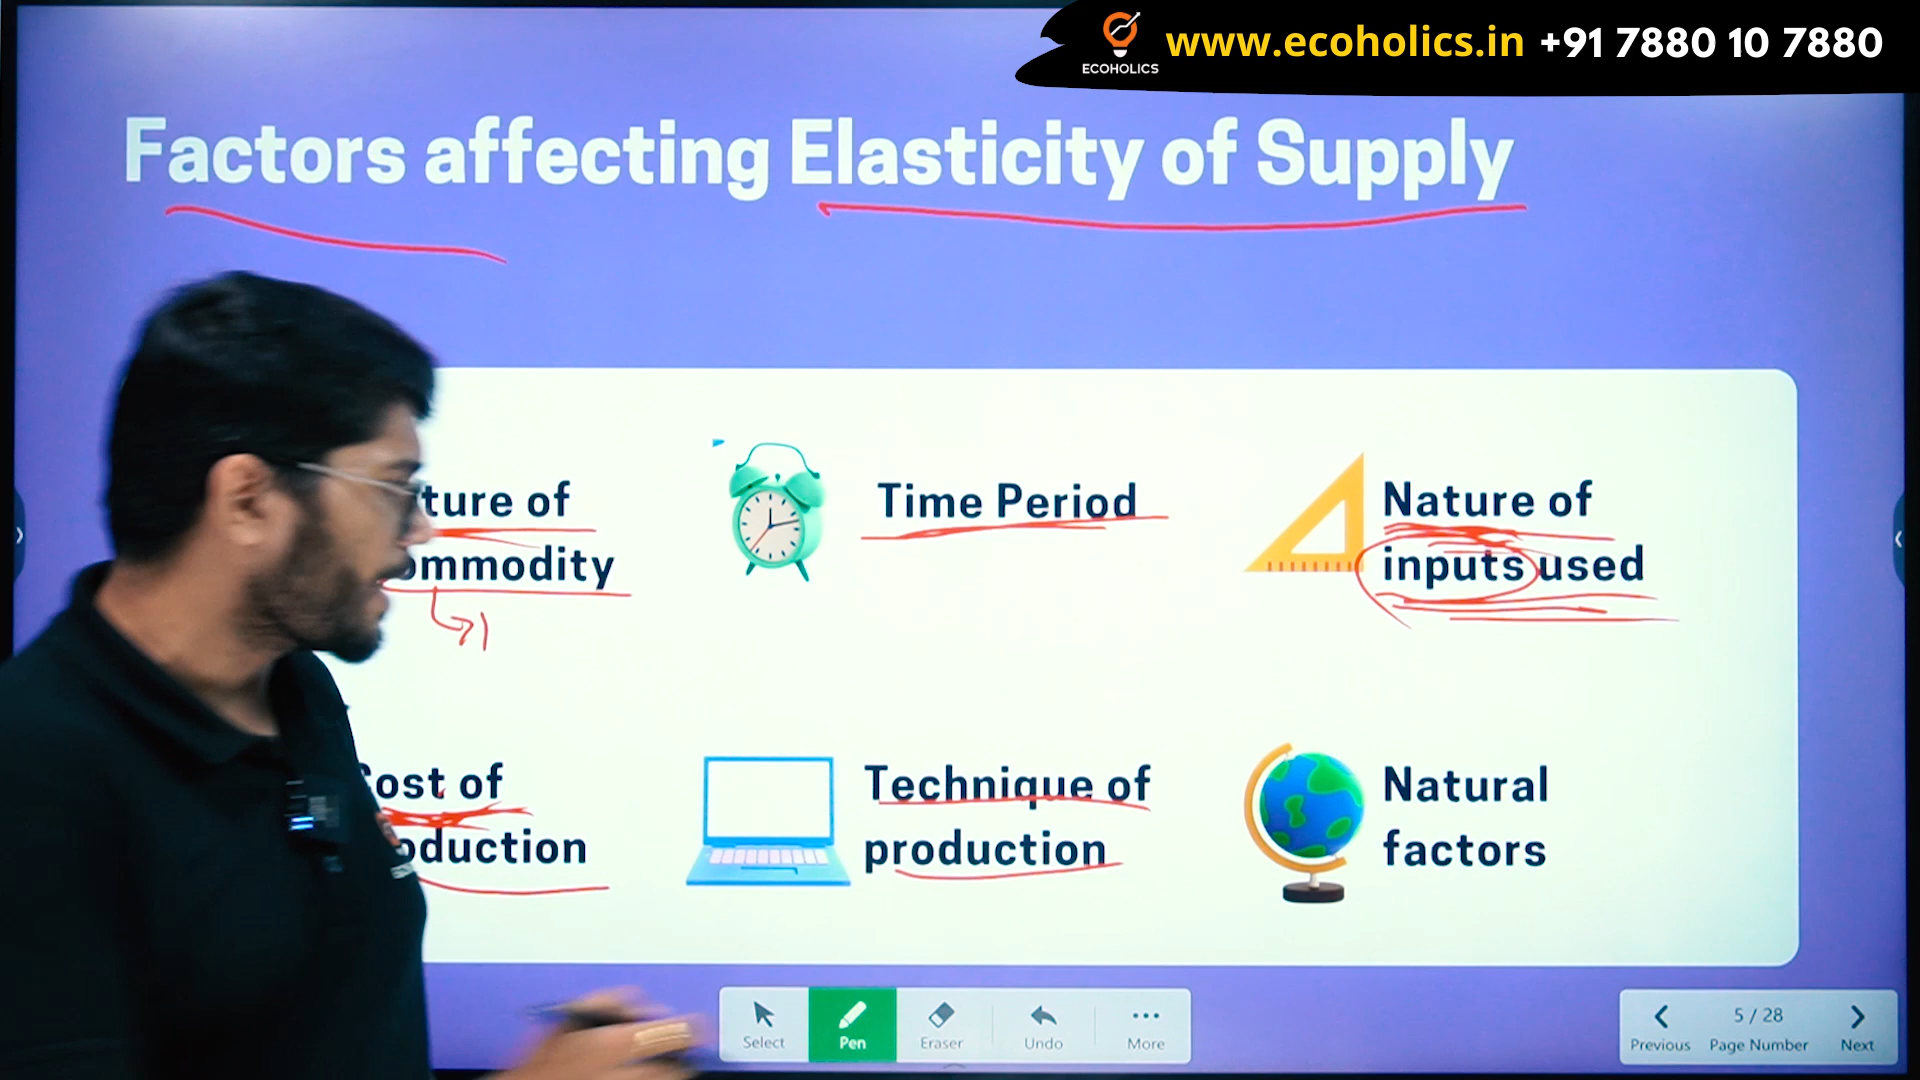 www.ecoholics.in +91 7880 10 7880
ECOHOLICS
Factors affecting Elasticity of Supply
ture of
ommodity
Time Period
Nature of
inputs used
ost of
oduction
Technique of
production
Natural
factors
Select
Pen
Eraser
Undo
More
Previous
5 / 28
Page Number
Next